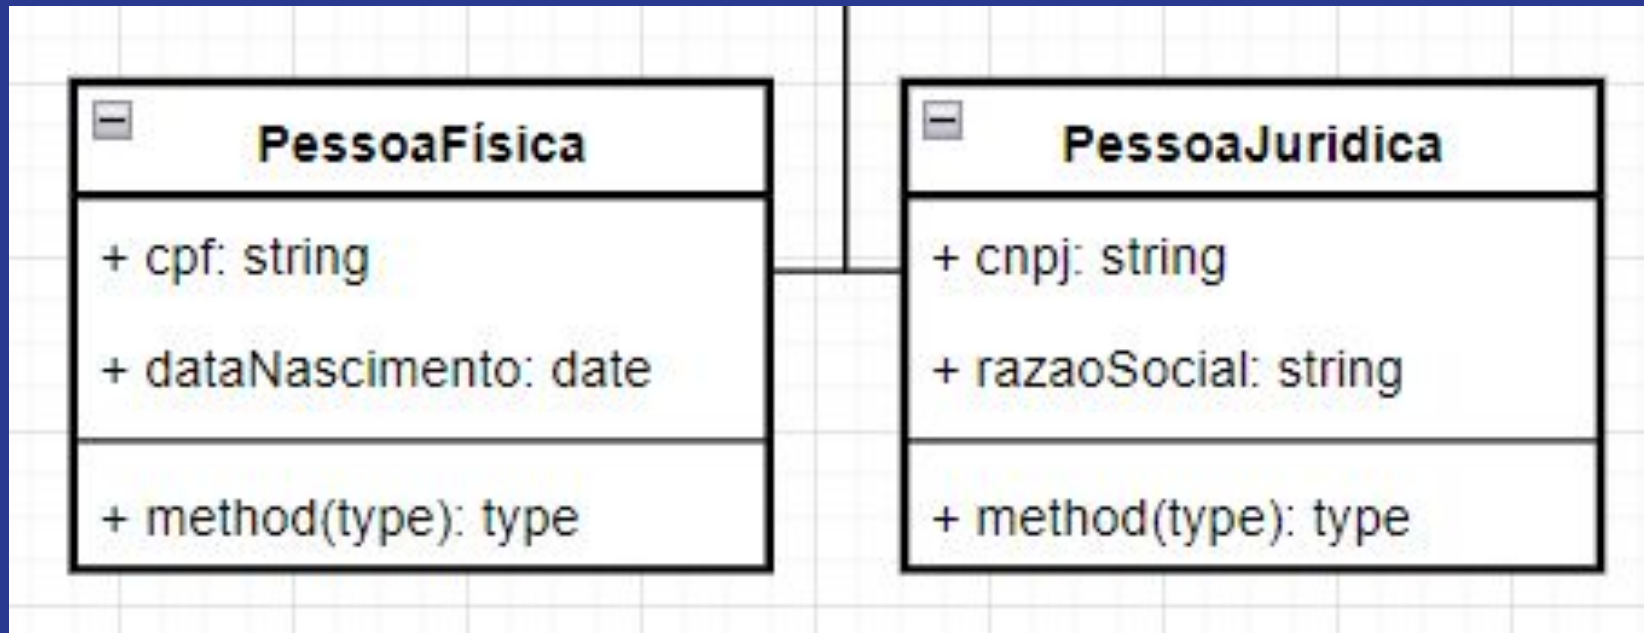 PessoaFísica
+ cpf: string
+ dataNascimento: date
+ method(type): type
PessoaJuridica
+ cnpj: string
+ razaoSocial: string
+ method(type): type